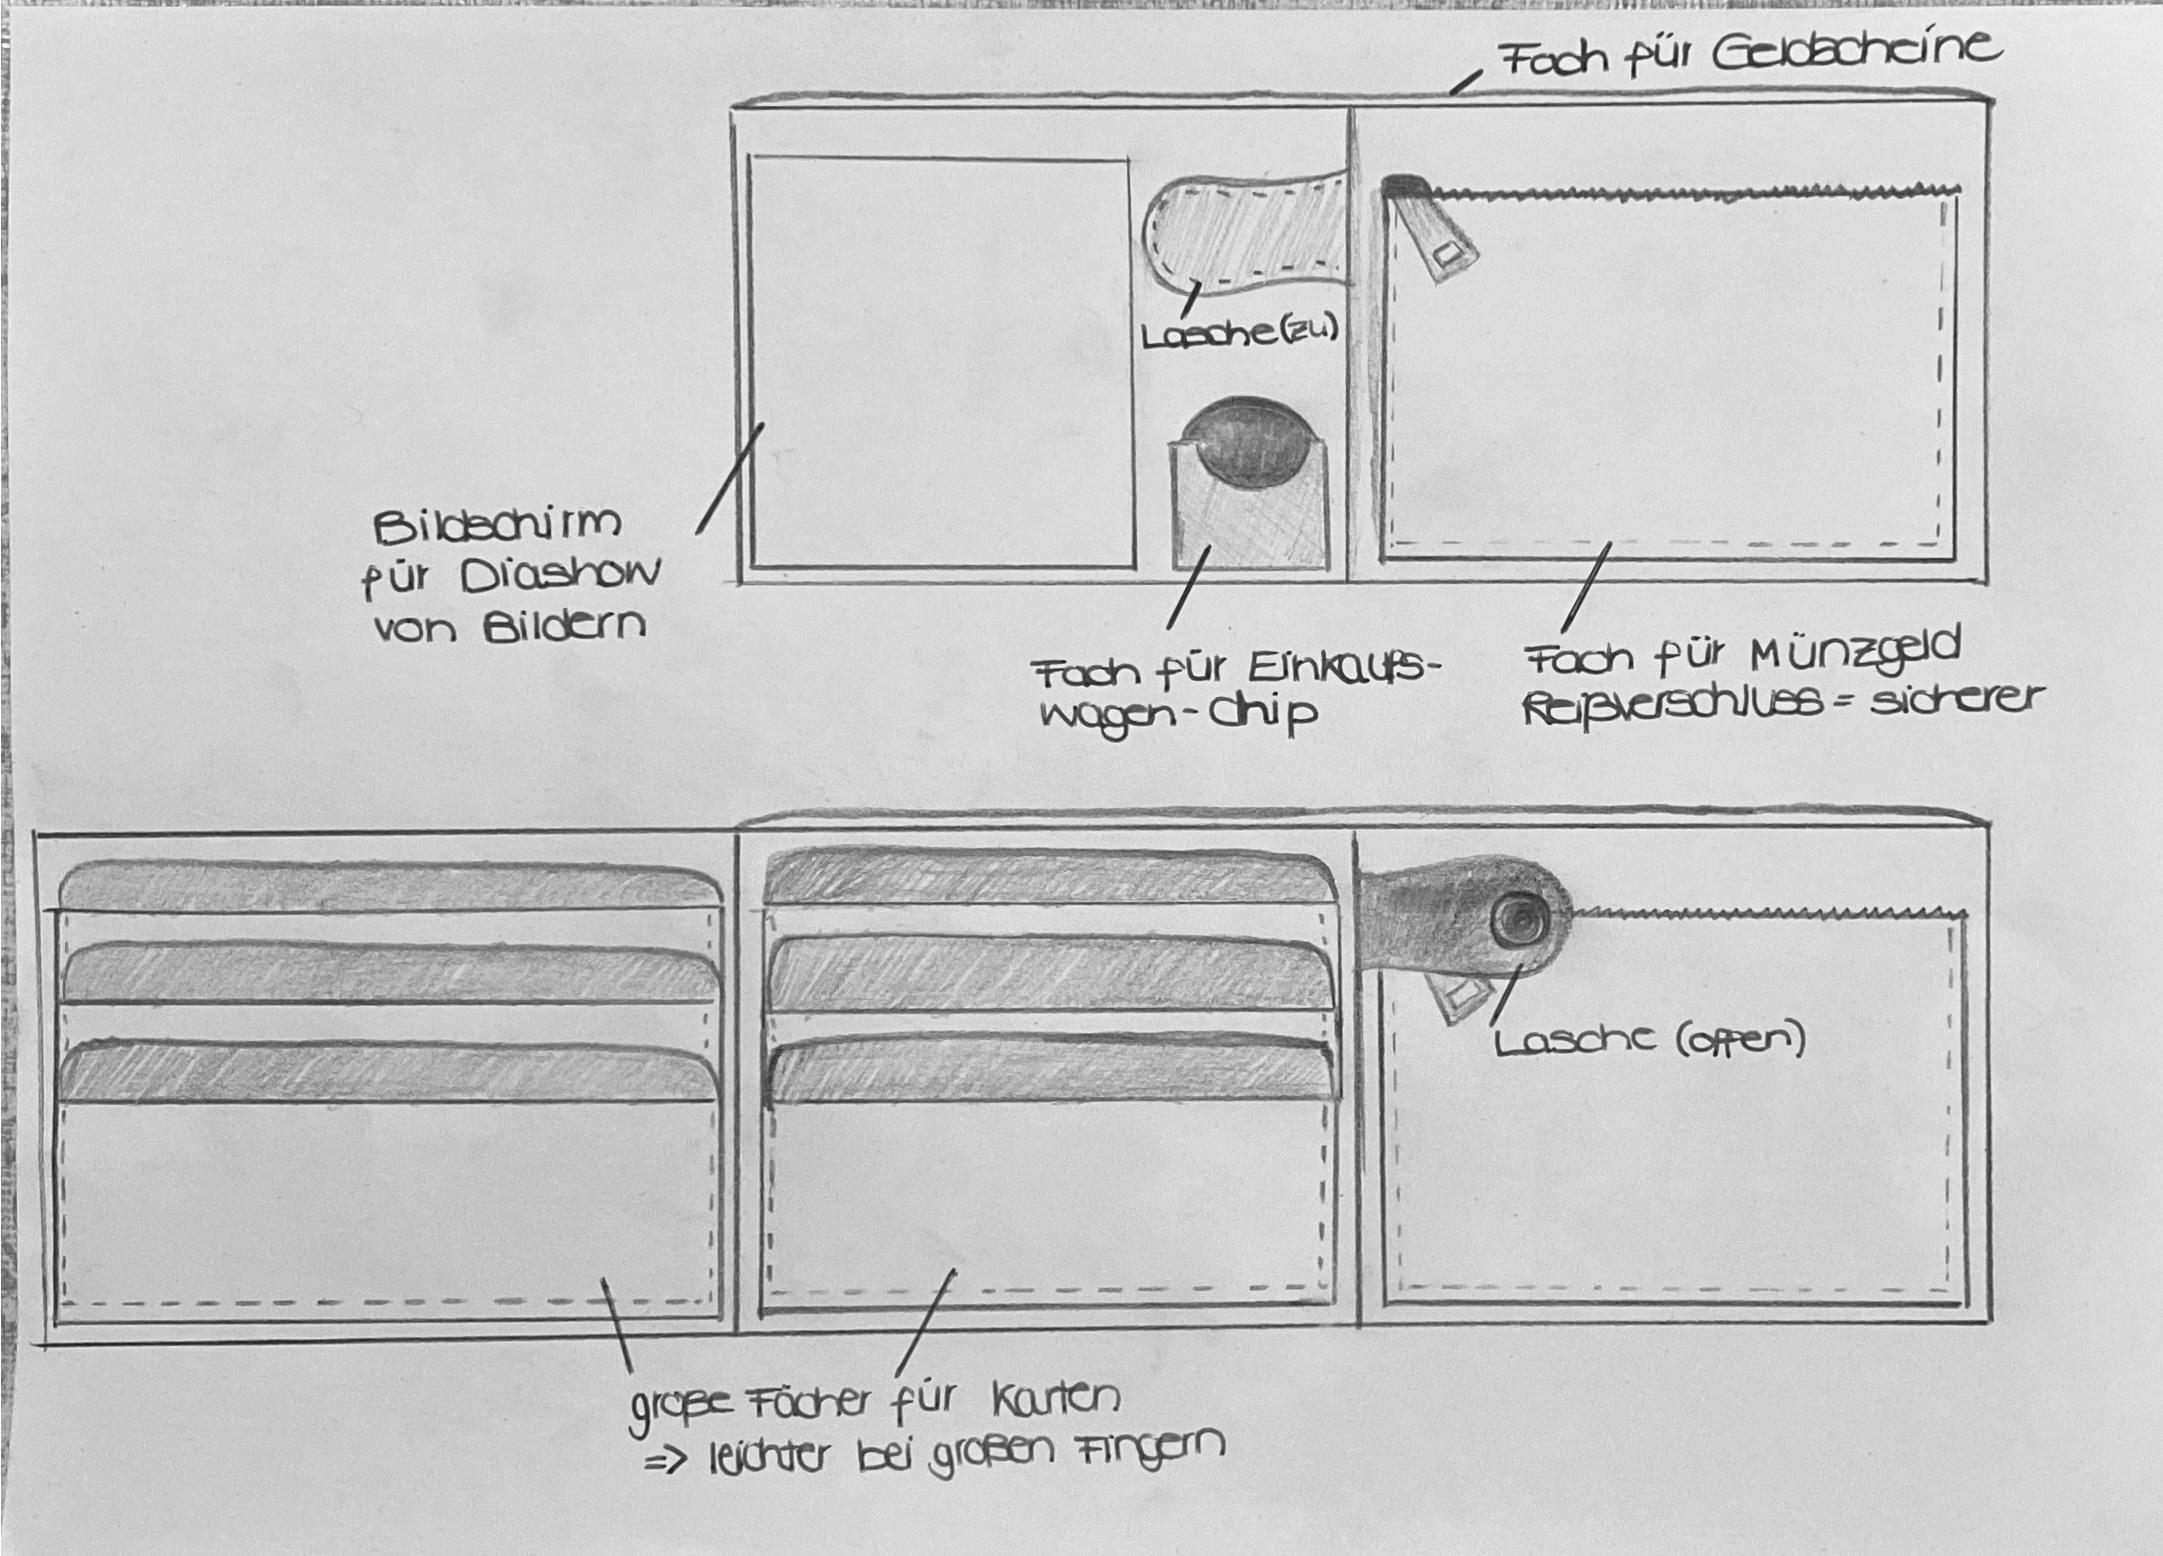 Fach für Geldscheine
Lasche (zu)
Bildschirm
für Diashow
von Bildern
Fach für Einkaufs-
wagen-Chip
Fach für Münzgeld
Reißverschluss = sicherer
Lasche (offen)
große Fächer für Karten
=> leichter bei großen Fingern